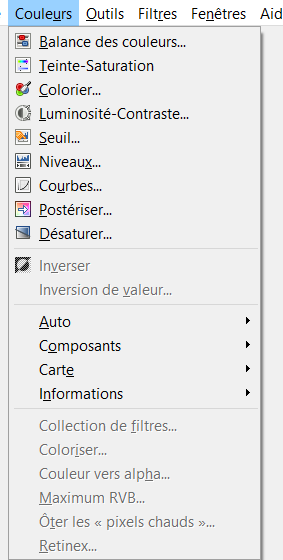 Couleurs Outils Filtres Fenêtres Aid
Balance des couleurs...
Teinte-Saturation
Colorier...
Luminosité-Contraste...
Seuil...
Niveaux...
Courbes...
Postériser...
Désaturer...
Inverser
Inversion de valeur...
Auto
Composants
Carte
Informations
Collection de filtres...
Coloriser...
Couleur vers alpha...
Maximum RVB...
Ôter les « pixels chauds »...
Retinex...